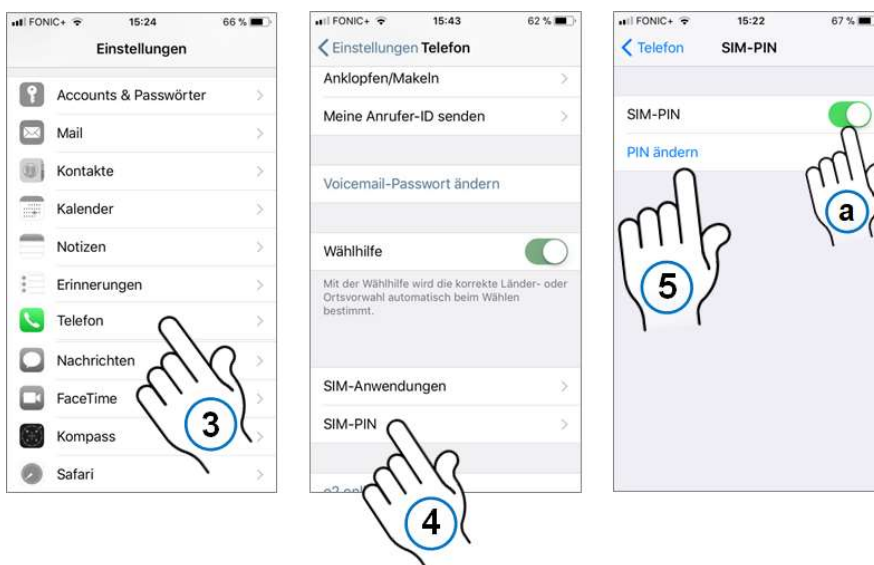 FONIC+ 15:24 66 %
Einstellungen
Accounts & Passwörter
Mail
Kontakte
Kalender
Notizen
Erinnerungen
Telefon
Nachrichten
FaceTime
Kompass
Safari
3
FONIC+ 15:43 62 %
Einstellungen Telefon
Anklopfen/Makeln
Meine Anrufer-ID senden
Voicemail-Passwort ändern
Wählhilfe
Mit der Wählhilfe wird die korrekte Länder- oder
Ortsvorwahl automatisch beim Wählen
bestimmt.
SIM-Anwendungen
SIM-PIN
4
FONIC+ 15:22 67 %
Telefon SIM-PIN
SIM-PIN
PIN ändern
a
5